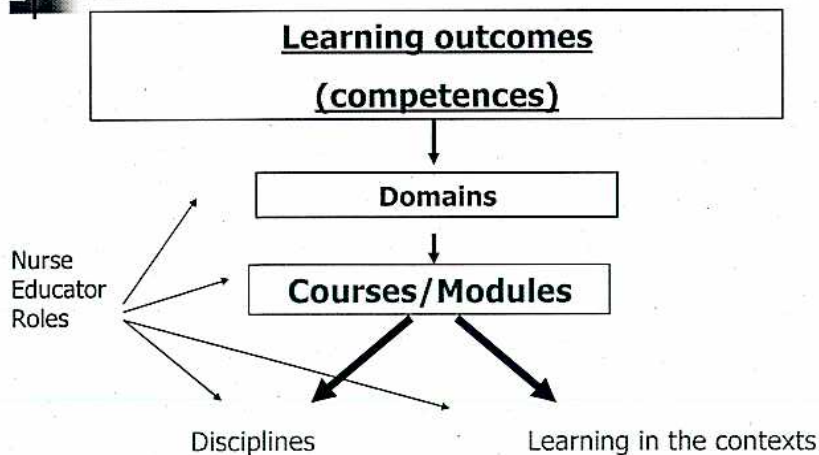 Learning outcomes
(competences)
Domains
Nurse
Educator
Roles
Courses/Modules
Disciplines
Learning in the contexts